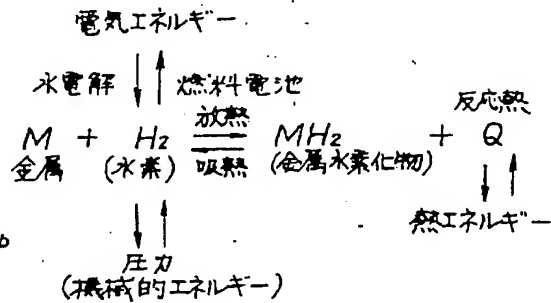 電気エネルギー
水電解 ↓ ↑ 燃料電池
放熱 反応熱
M + H2 ⇄ MH2 + Q
金属 (水素) 吸熱 (金属水素化物)
↓ ↑ ↓ ↑
熱エネルギー
圧力
(機械的エネルギー)